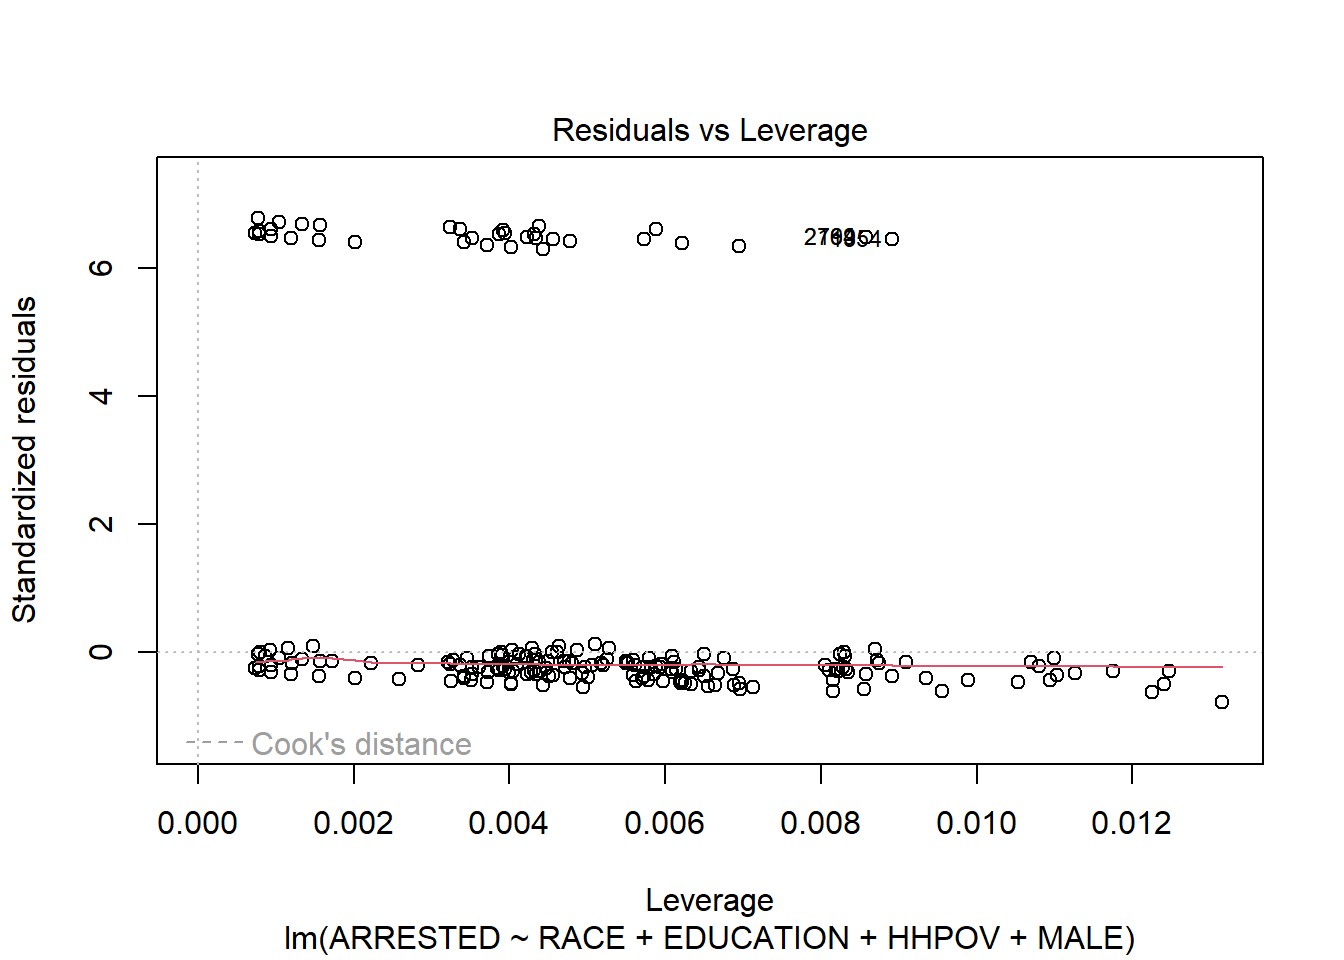 Residuals vs Leverage
Standardized residuals
6
4
2
0
Cook's distance
0.000 0.002 0.004 0.006 0.008 0.010 0.012
Leverage
lm(ARRESTED ~ RACE + EDUCATION + HHPOV + MALE)